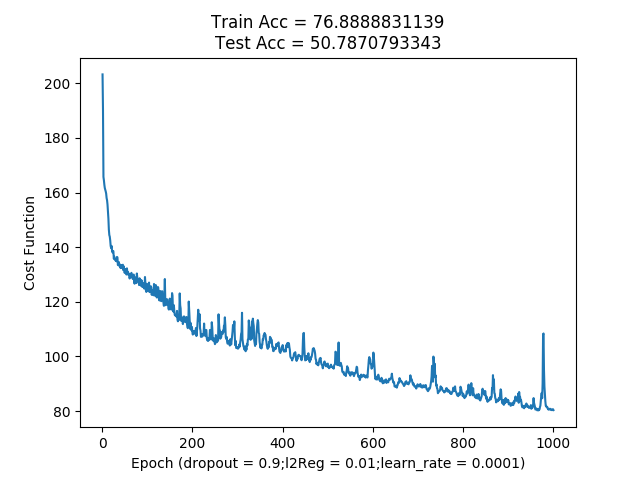 Train Acc = 76.8888831139
Test Acc = 50.7870793343
200
180
160
140
120
100
80
Cost Function
0 200 400 600 800 1000
Epoch (dropout = 0.9;l2Reg = 0.01;learn_rate = 0.0001)